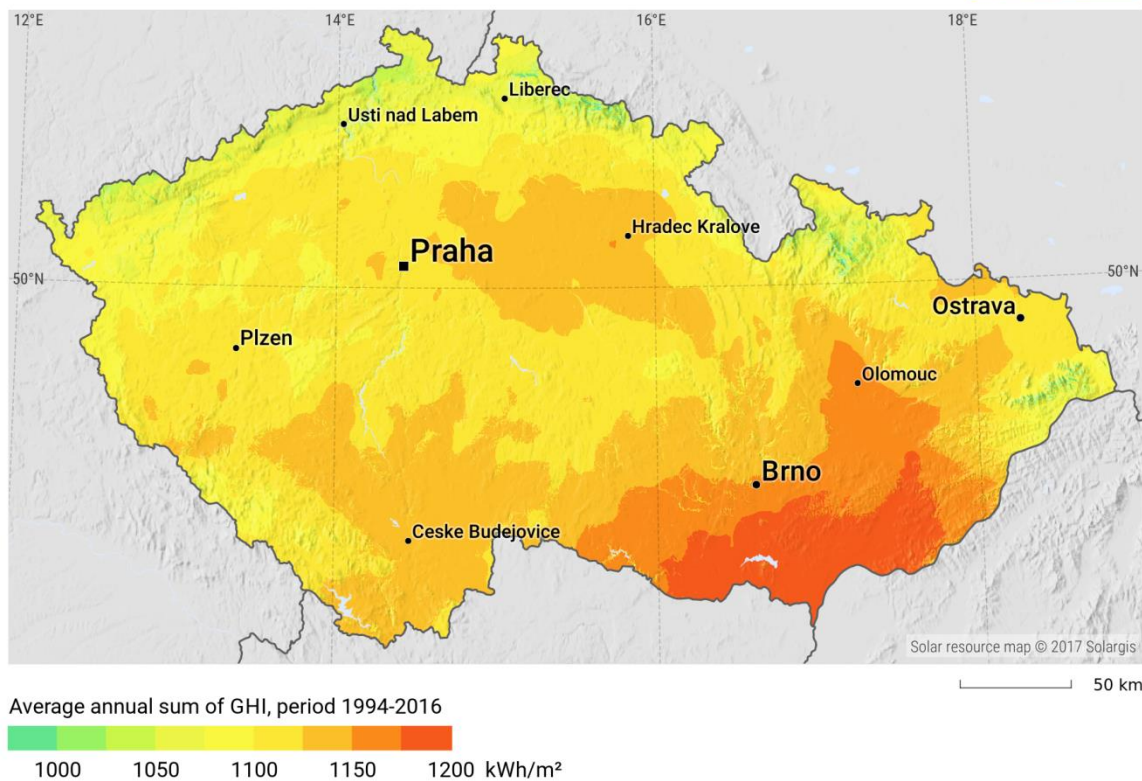 12°E 14°E 16°E 18°E
Liberec
Usti nad Labem
Hradec Kralove
Praha
50°N 50°N
Ostrava
Plzen
Olomouc
Brno
Ceske Budejovice
Solar resource map © 2017 Solargis
50 km
Average annual sum of GHI, period 1994-2016
1000 1050 1100 1150 1200 kWh/m²